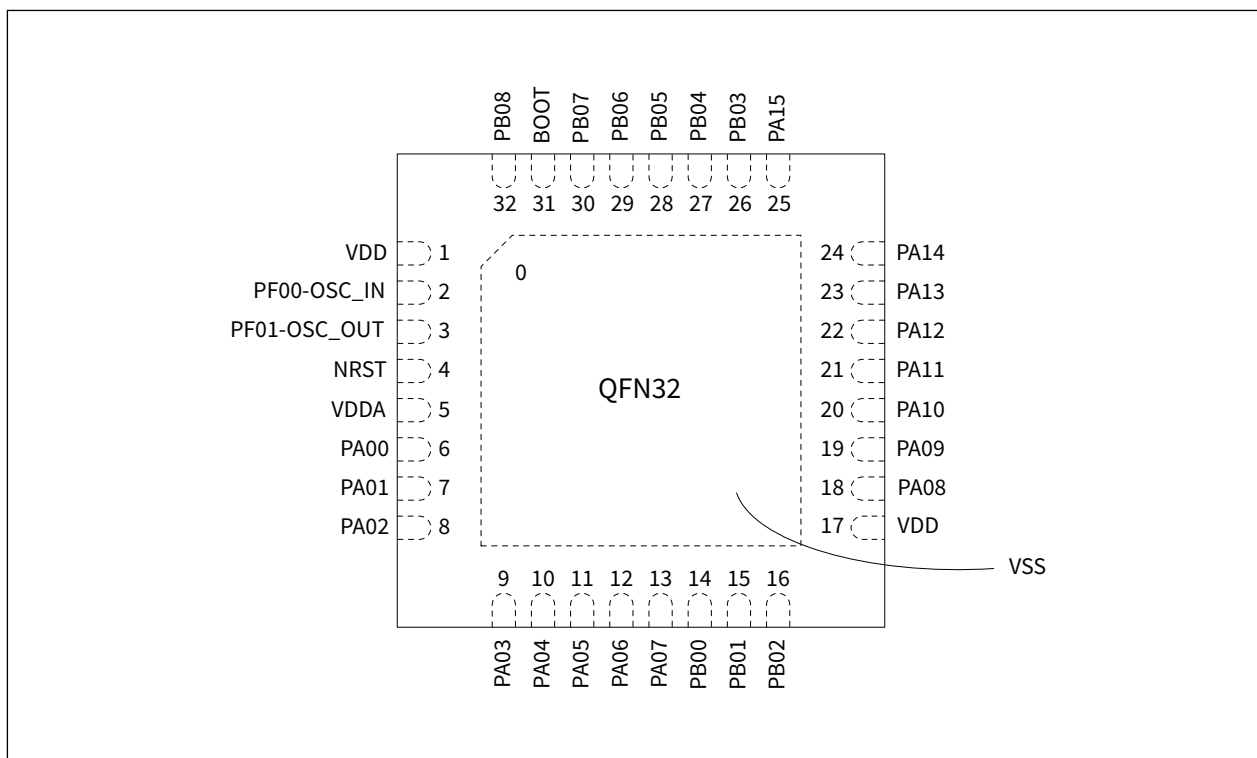 PB08
BOOT
PB07
PB06
PB05
PB04
PB03
PA15
32 31 30 29 28 27 26 25
VDD 1
PF00-OSC_IN 2
PF01-OSC_OUT 3
NRST 4
VDDA 5
PA00 6
PA01 7
PA02 8
0
QFN32
24 PA14
23 PA13
22 PA12
21 PA11
20 PA10
19 PA09
18 PA08
17 VDD
VSS
9 10 11 12 13 14 15 16
PA03
PA04
PA05
PA06
PA07
PB00
PB01
PB02